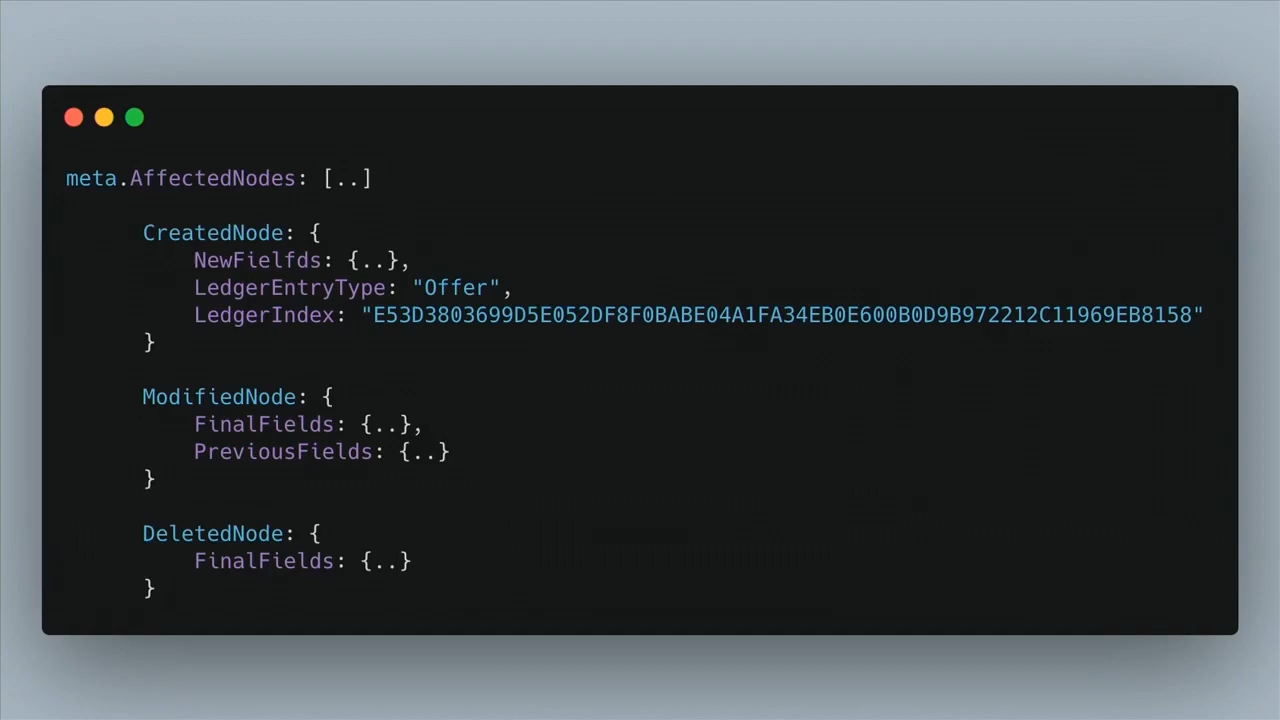 meta.AffectedNodes: [..]
CreatedNode: {
NewFielfds: {..},
LedgerEntryType: "Offer",
LedgerIndex: "E53D3803699D5E052DF8F0BABE04A1FA34EB0E600B0D9B972212C11969EB8158"
}
ModifiedNode: {
FinalFields: {..},
PreviousFields: {..}
}
DeletedNode: {
FinalFields: {..}
}